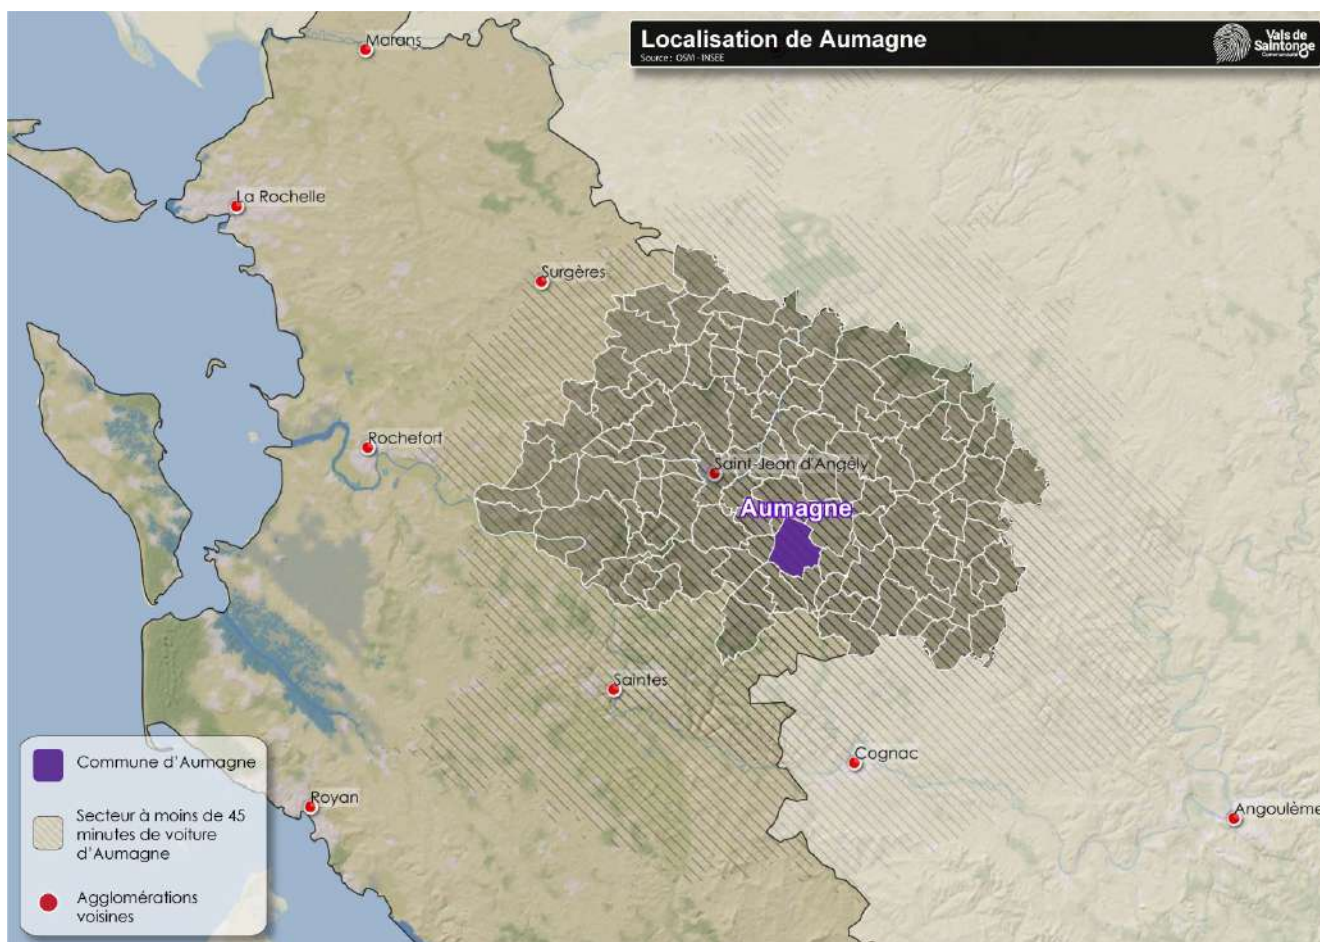 Localisation de Aumagne
Source : OSM - INSEE
Vals de
Saintonge
Communauté
Marans
La Rochelle
Surgères
Rochefort
Saint-Jean d'Angély
Aumagne
Saintes
Cognac
Royan
Angoulême
Commune d'Aumagne
Secteur à moins de 45
minutes de voiture
d'Aumagne
Agglomérations
voisines